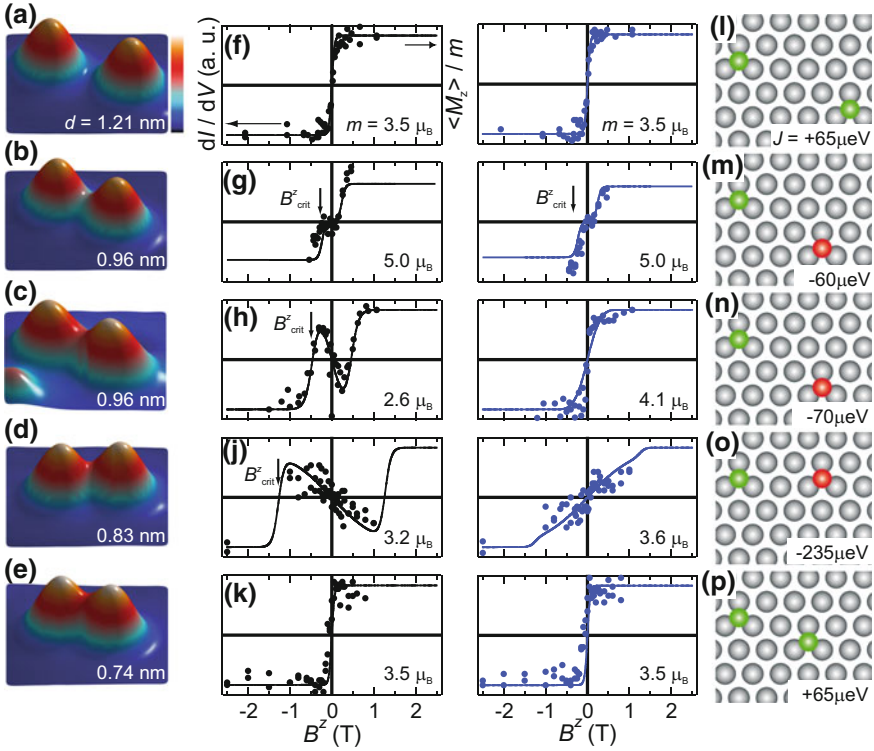 (a)
d = 1.21 nm
(b)
0.96 nm
(c)
0.96 nm
(d)
0.83 nm
(e)
0.74 nm
dI / dV (a. u.)
(f)
m = 3.5 μB
(g)
Bzcrit
5.0 μB
(h)
Bzcrit
2.6 μB
(j)
Bzcrit
3.2 μB
(k)
3.5 μB
-2 -1 0 1 2
Bz (T)
<Mz> / m
m = 3.5 μB
Bzcrit
5.0 μB
4.1 μB
3.6 μB
3.5 μB
-2 -1 0 1 2
Bz (T)
(l)
J = +65μeV
(m)
-60μeV
(n)
-70μeV
(o)
-235μeV
(p)
+65μeV